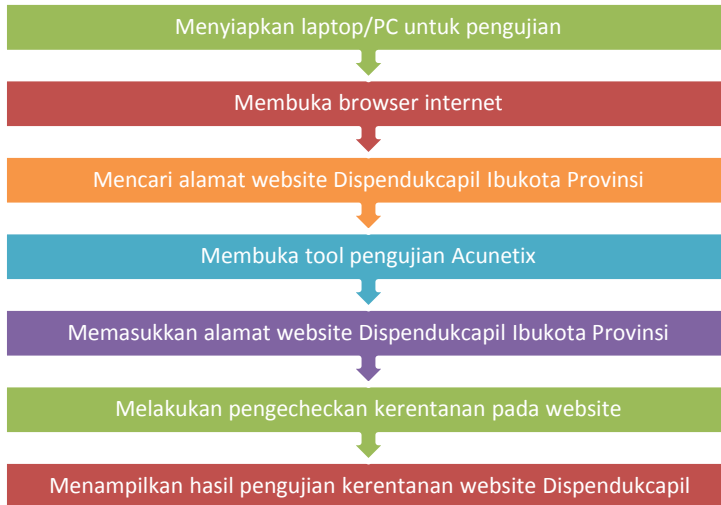 Menyiapkan laptop/PC untuk pengujian
Membuka browser internet
Mencari alamat website Dispendukcapil Ibukota Provinsi
Membuka tool pengujian Acunetix
Memasukkan alamat website Dispendukcapil Ibukota Provinsi
Melakukan pengecheckan kerentanan pada website
Menampilkan hasil pengujian kerentanan website Dispendukcapil